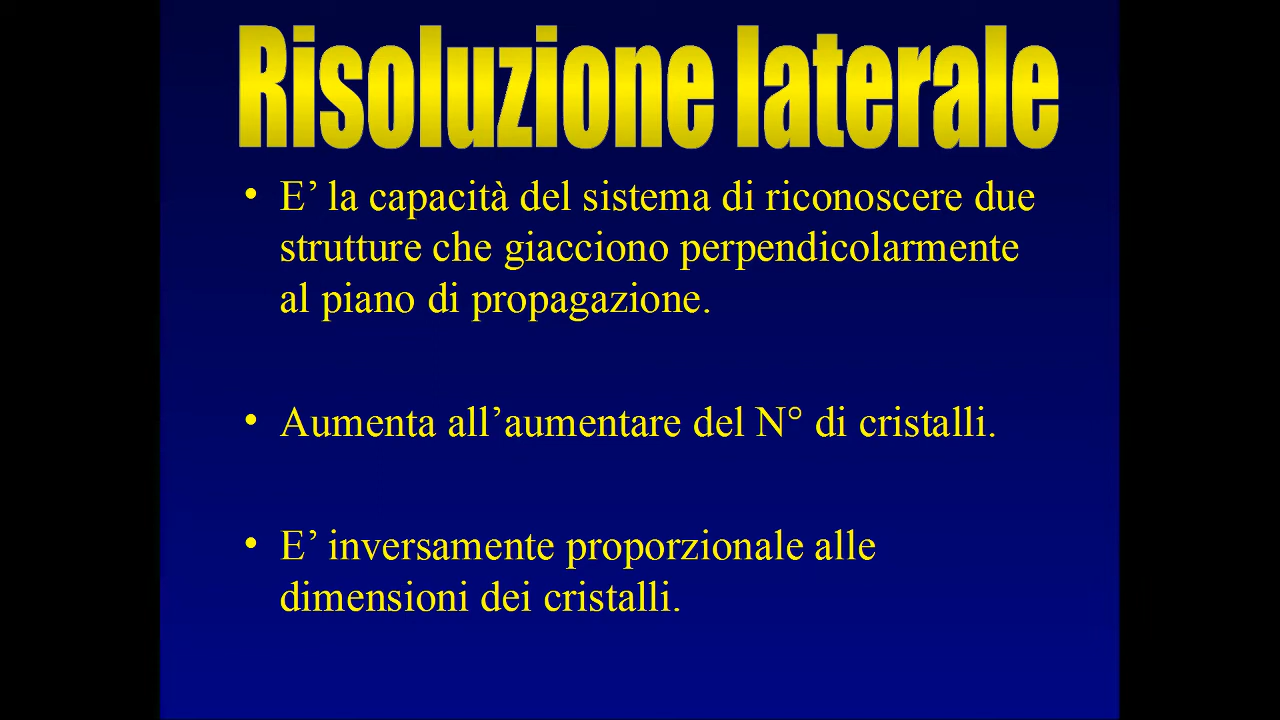 Risoluzione laterale
• E’ la capacità del sistema di riconoscere due
strutture che giacciono perpendicolarmente
al piano di propagazione.
• Aumenta all’aumentare del N° di cristalli.
• E’ inversamente proporzionale alle
dimensioni dei cristalli.